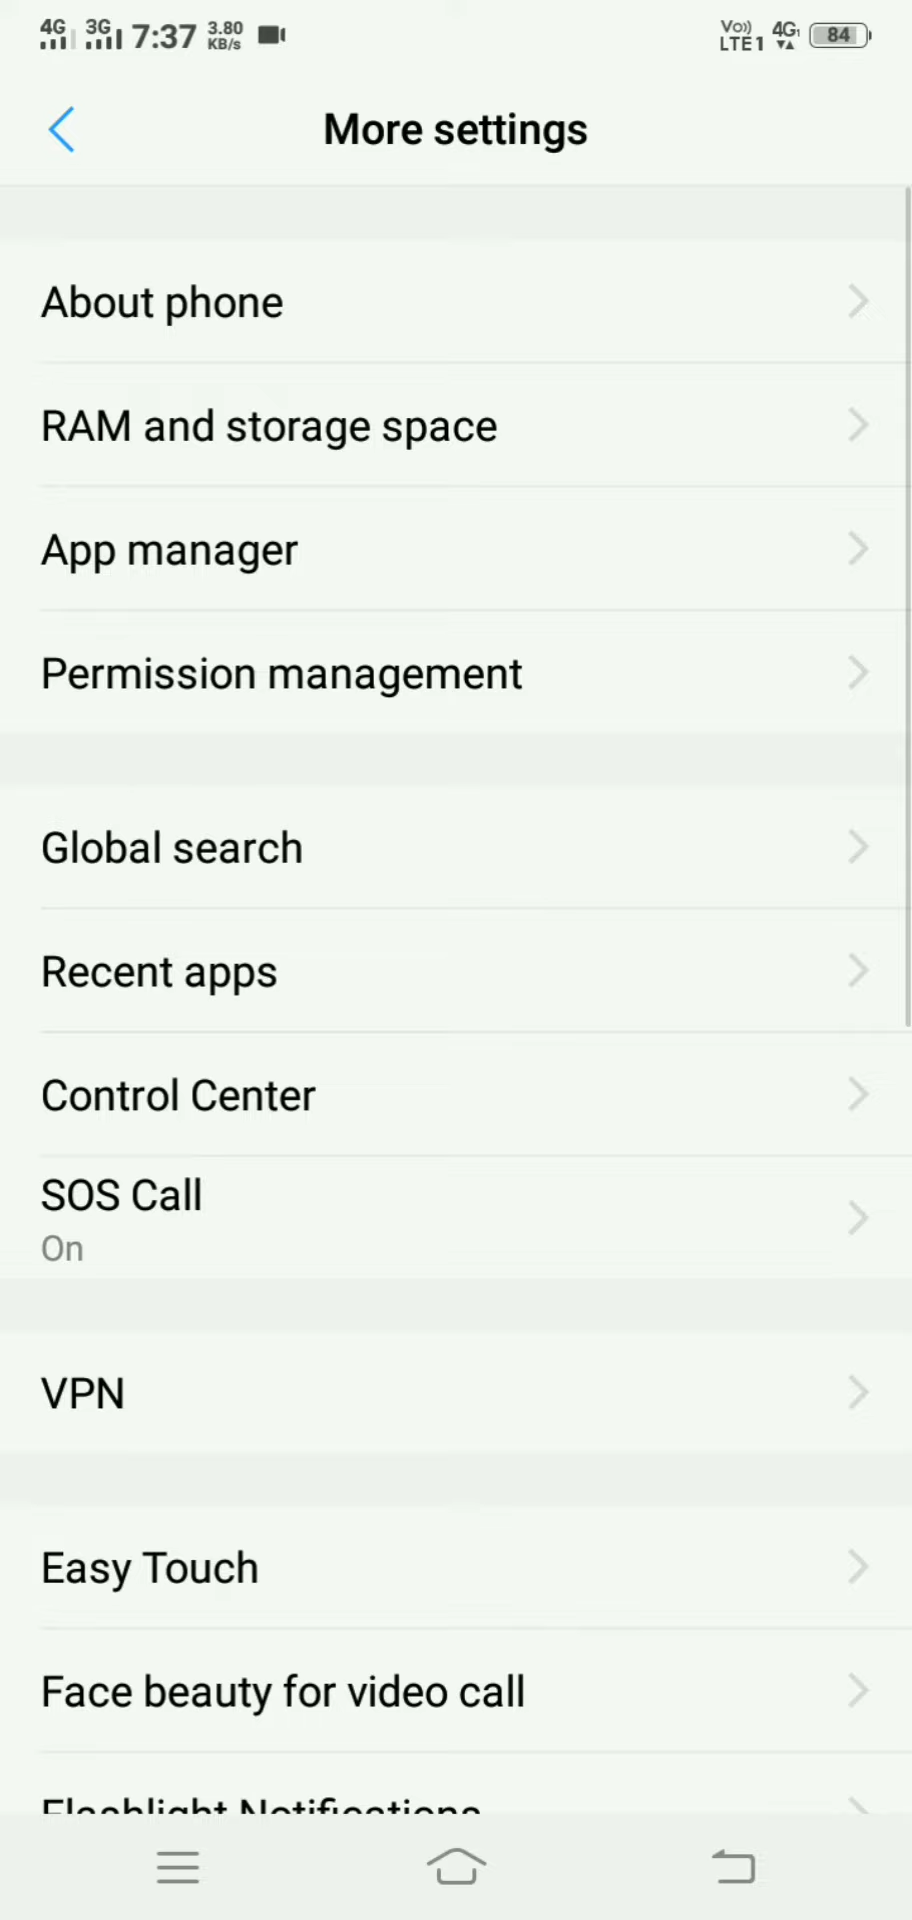 4G 3G 7:37 3.80 KB/s Vo)) LTE1 4G 84
More settings
About phone
RAM and storage space
App manager
Permission management
Global search
Recent apps
Control Center
SOS Call
On
VPN
Easy Touch
Face beauty for video call
Flashlight Notifications